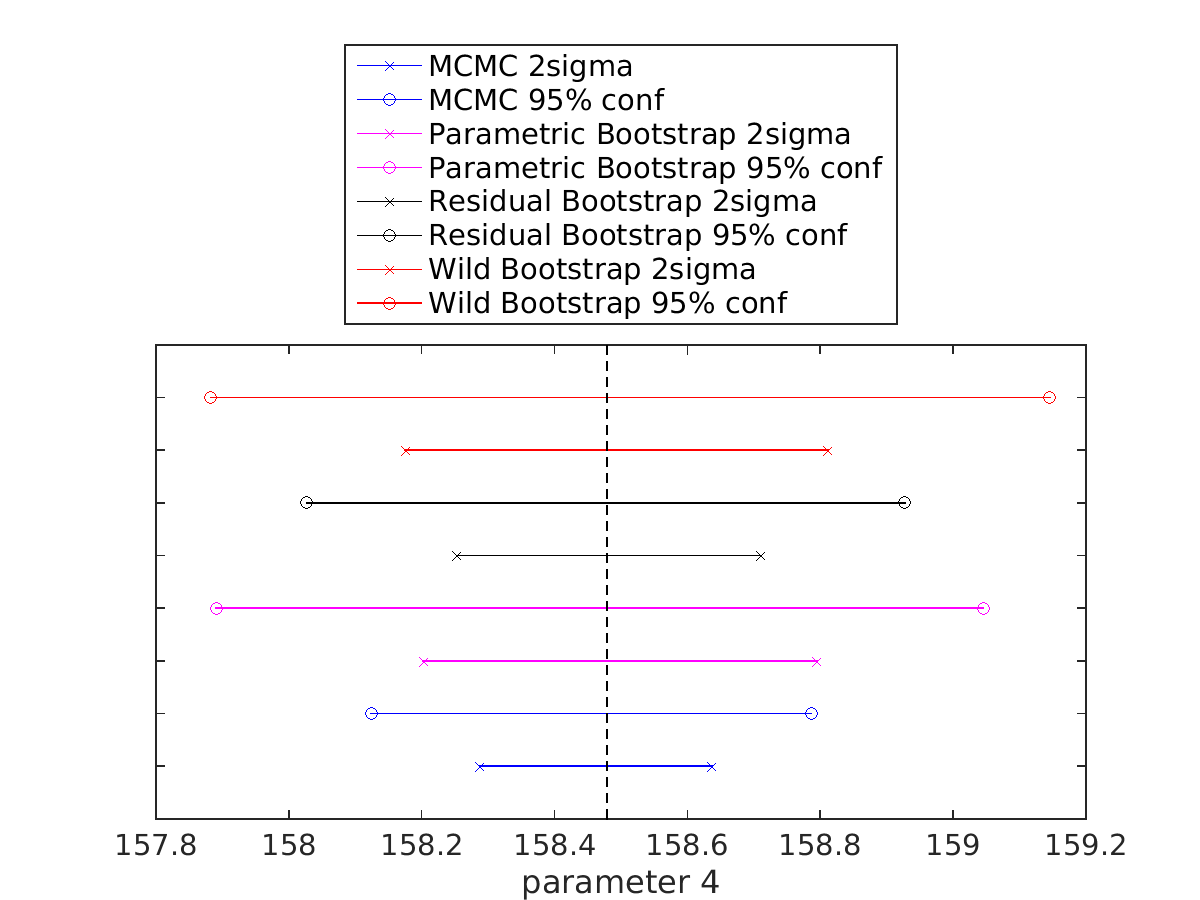 MCMC 2sigma
MCMC 95% conf
Parametric Bootstrap 2sigma
Parametric Bootstrap 95% conf
Residual Bootstrap 2sigma
Residual Bootstrap 95% conf
Wild Bootstrap 2sigma
Wild Bootstrap 95% conf
157.8 158 158.2 158.4 158.6 158.8 159 159.2
parameter 4